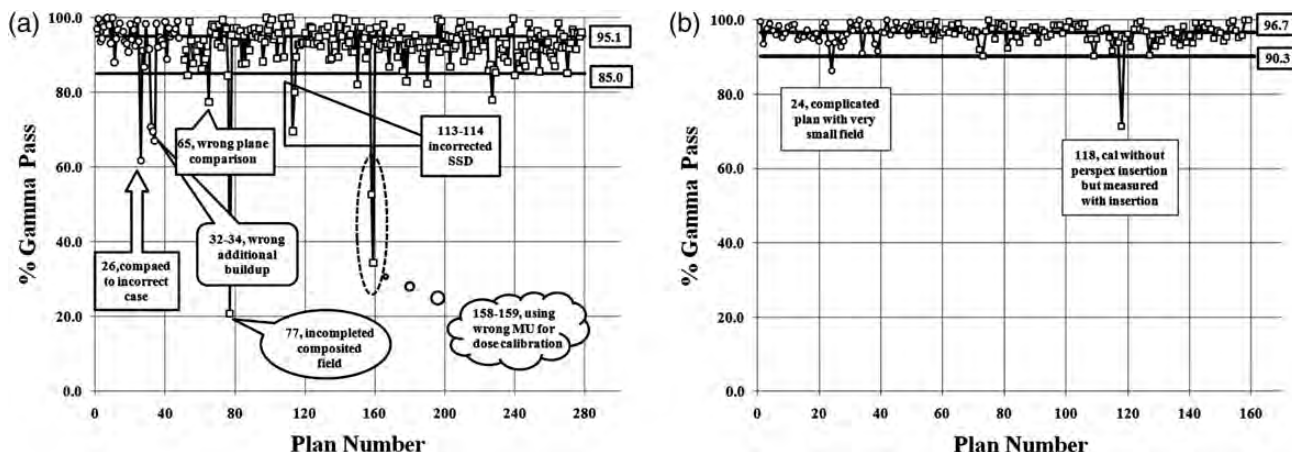 (a)
% Gamma Pass
100.0
80.0
60.0
40.0
20.0
0.0
95.1
85.0
65, wrong plane
comparison
113-114
incorrected
SSD
32-34, wrong
additional
buildup
26,compaed
to incorrect
case
77, incompleted
composited
field
158-159, using
wrong MU for
dose calibration
0 40 80 120 160 200 240 280
Plan Number
(b)
% Gamma Pass
100.0
80.0
60.0
40.0
20.0
0.0
96.7
90.3
24, complicated
plan with very
small field
118, cal without
perspex insertion
but measured
with insertion
0 20 40 60 80 100 120 140 160
Plan Number